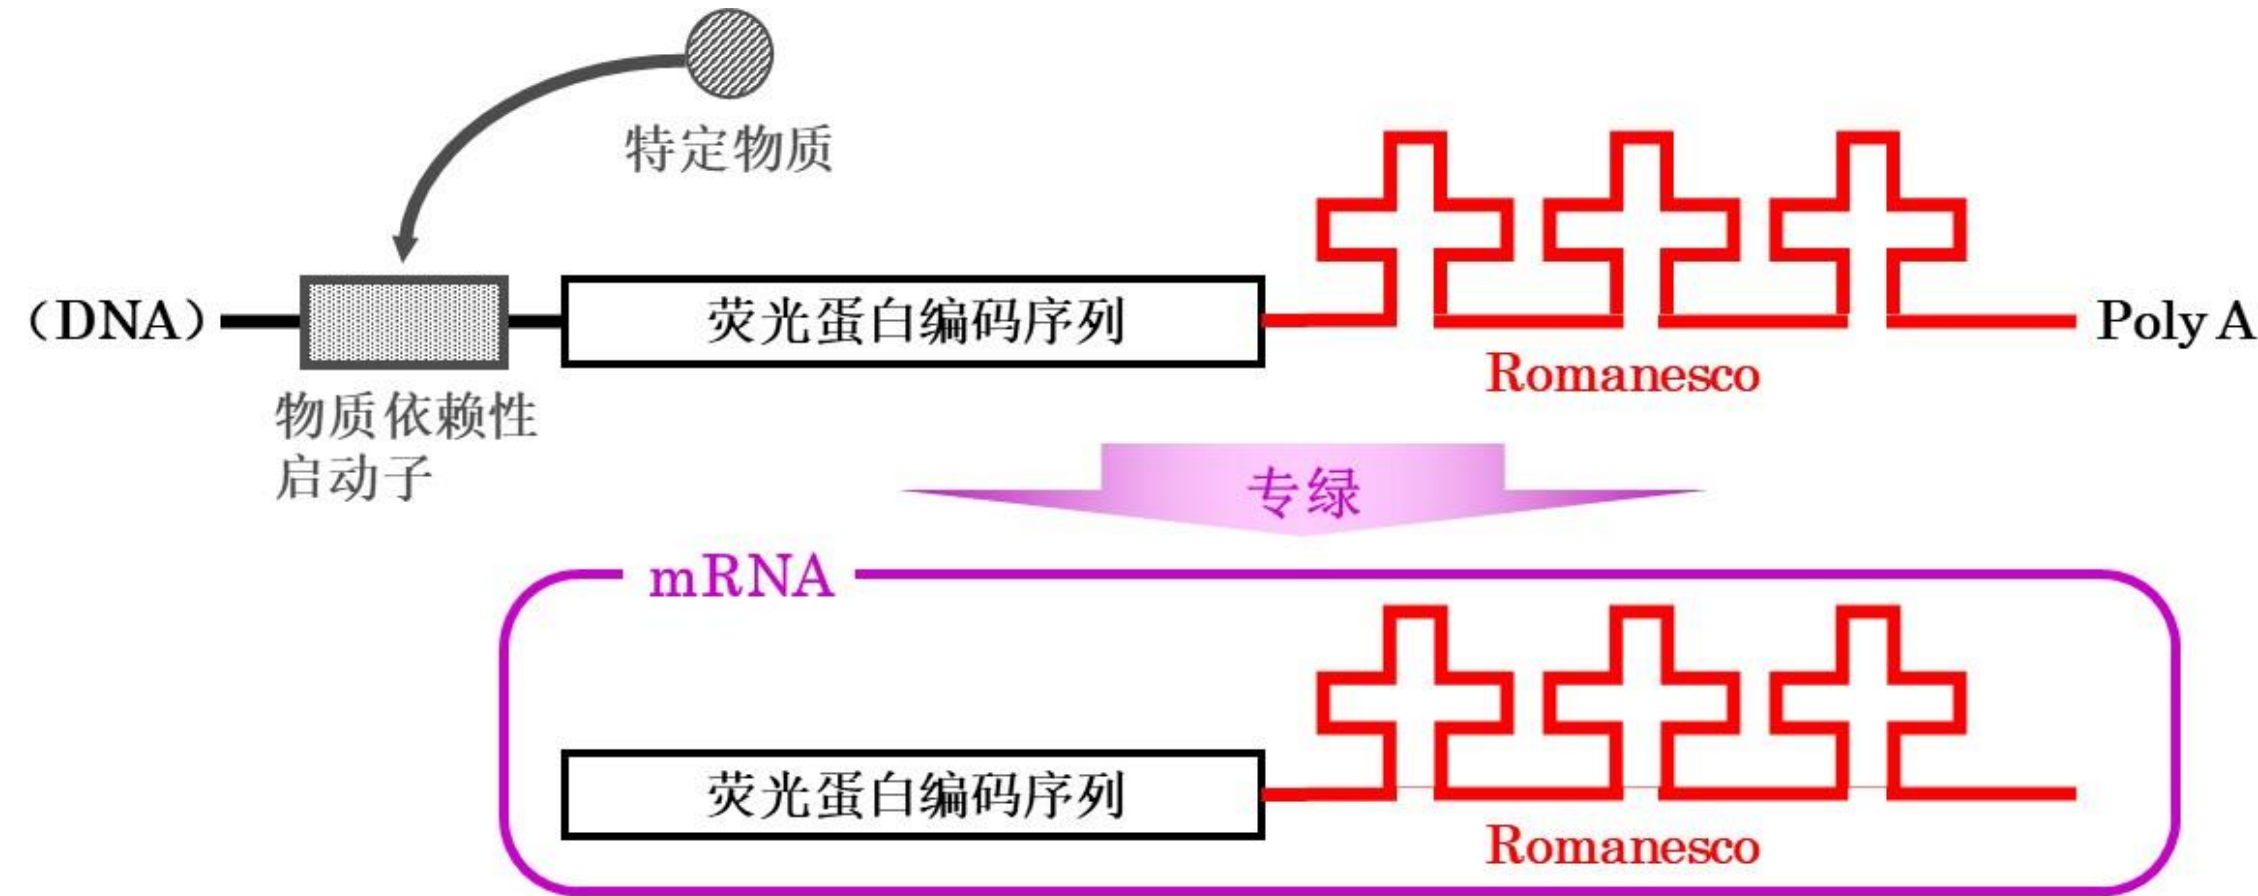 特定物质
（DNA）
荧光蛋白编码序列
Poly A
Romanesco
物质依赖性
启动子
专绿
mRNA
荧光蛋白编码序列
Romanesco